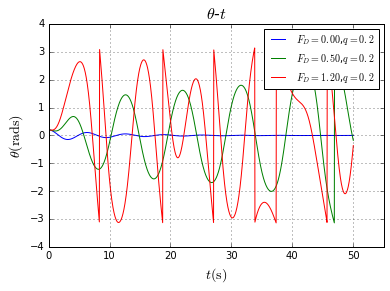 θ-t
F_D = 0.00, q = 0.2
F_D = 0.50, q = 0.2
F_D = 1.20, q = 0.2
θ(rads)
4
3
2
1
0
−1
−2
−3
−4
0 10 20 30 40 50 60
t(s)